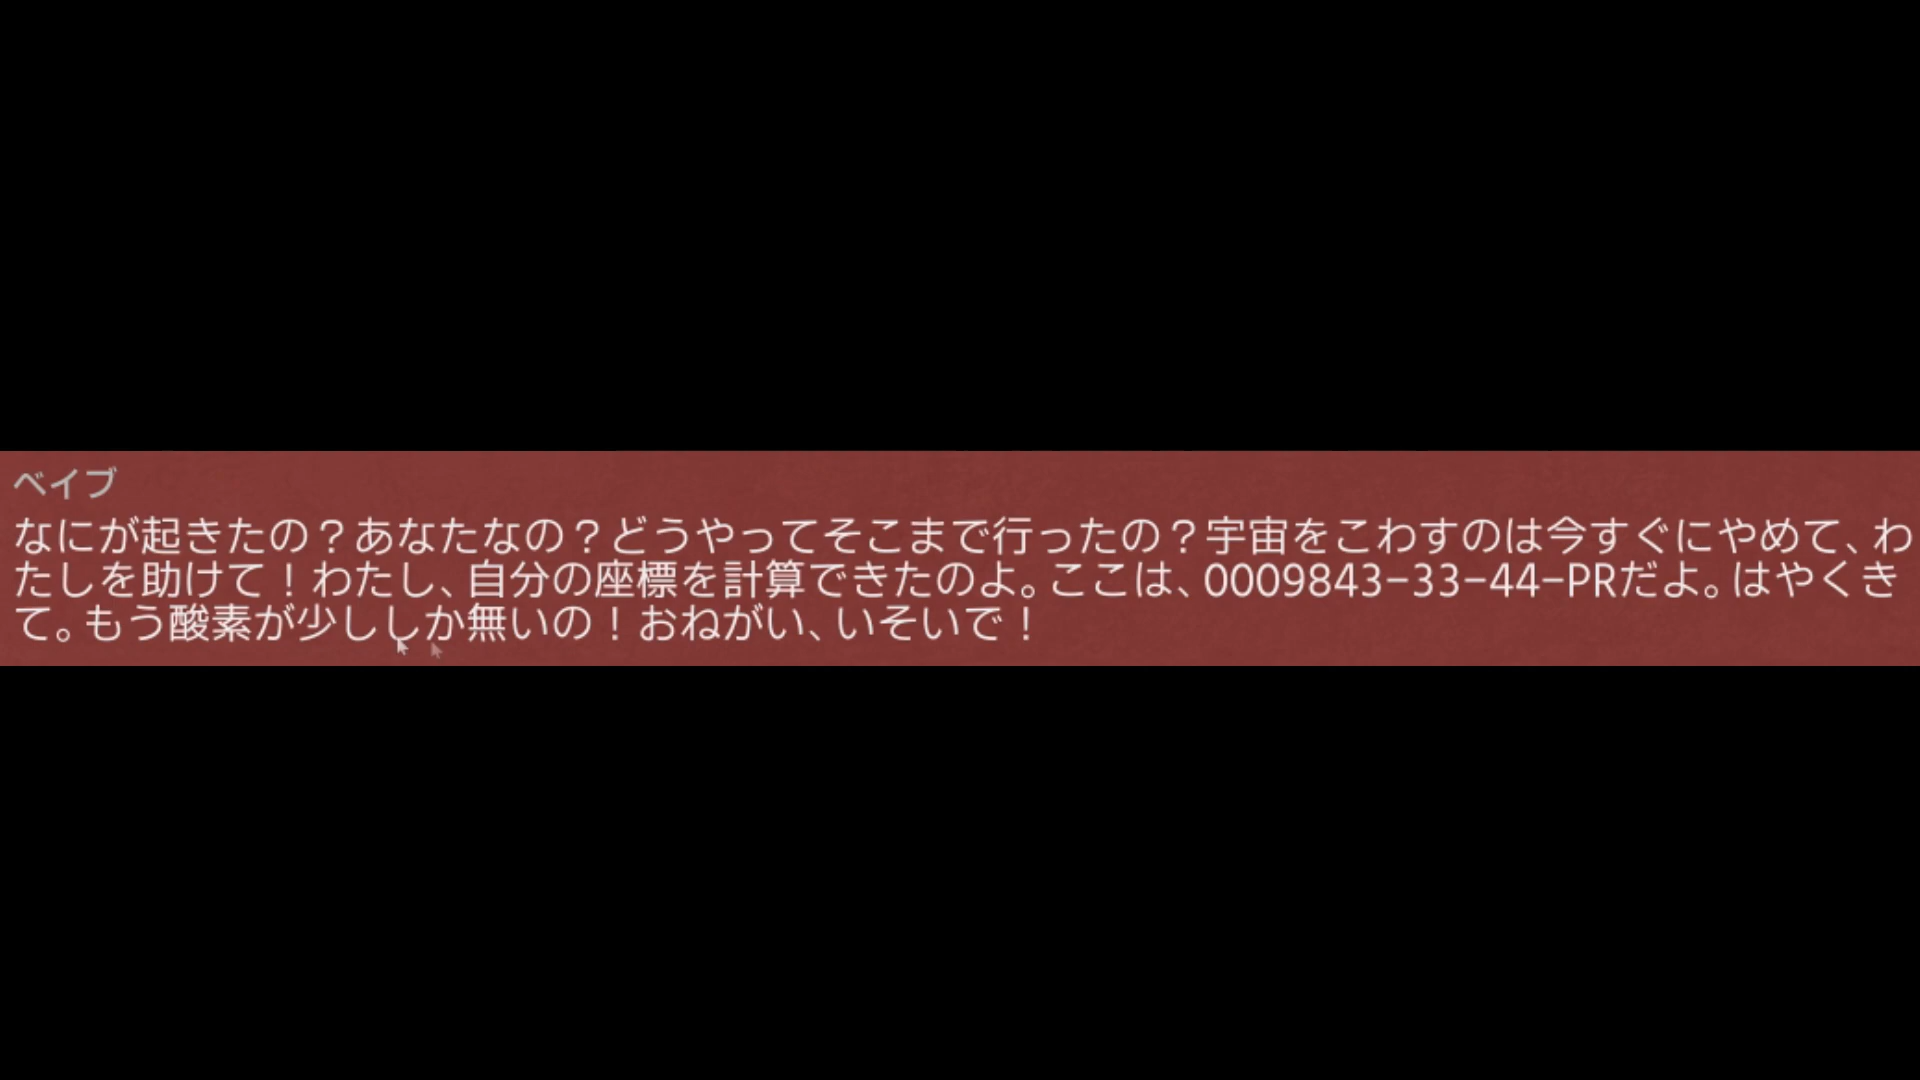 ベイブ
なにが起きたの？あなたなの？どうやってそこまで行ったの？宇宙をこわすのは今すぐにやめて、わ
たしを助けて！わたし、自分の座標を計算できたのよ。ここは、0009843-33-44-PRだよ。はやくき
て。もう酸素が少ししか無いの！おねがい、いそいで！